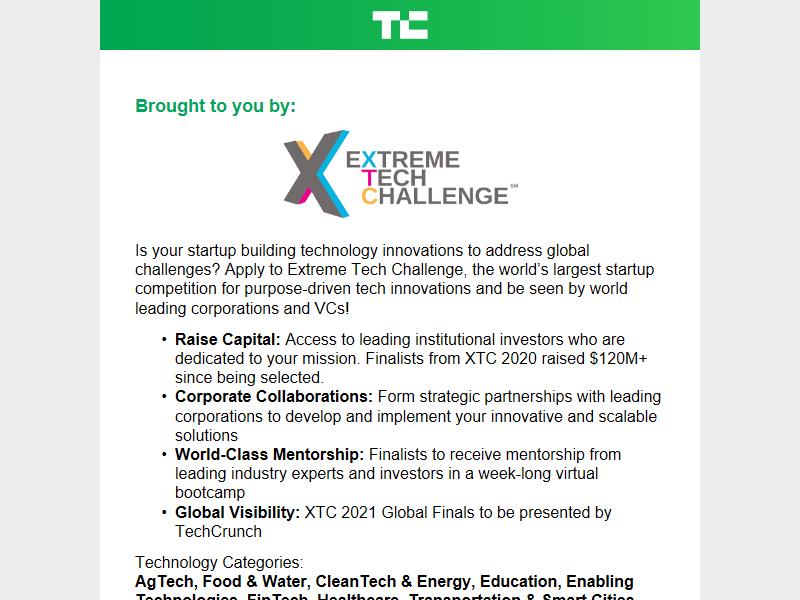 TC
Brought to you by:
EXTREME
TECH
CHALLENGE℠
Is your startup building technology innovations to address global
challenges? Apply to Extreme Tech Challenge, the world’s largest startup
competition for purpose-driven tech innovations and be seen by world
leading corporations and VCs!
• Raise Capital: Access to leading institutional investors who are
dedicated to your mission. Finalists from XTC 2020 raised $120M+
since being selected.
• Corporate Collaborations: Form strategic partnerships with leading
corporations to develop and implement your innovative and scalable
solutions
• World-Class Mentorship: Finalists to receive mentorship from
leading industry experts and investors in a week-long virtual
bootcamp
• Global Visibility: XTC 2021 Global Finals to be presented by
TechCrunch
Technology Categories:
AgTech, Food & Water, CleanTech & Energy, Education, Enabling
Technologies, FinTech, Healthcare, Transportation & Smart Cities